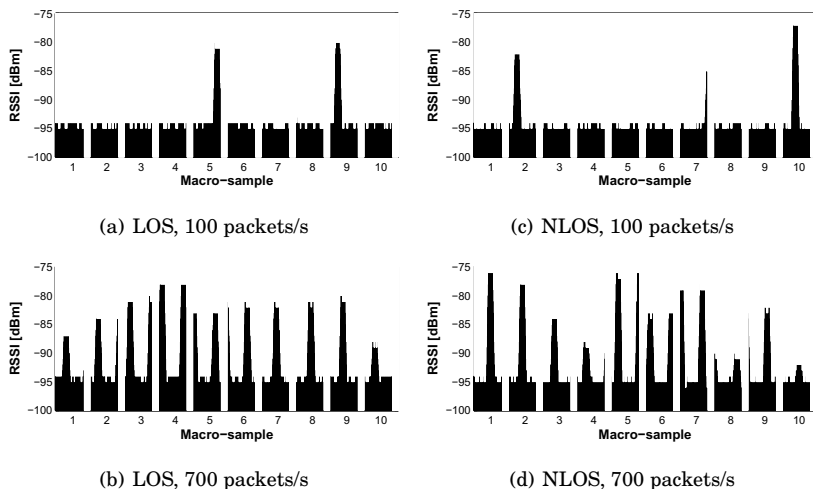 −75
−80
−85
−90
−95
−100
RSSI [dBm]
1 2 3 4 5 6 7 8 9 10
Macro−sample
(a) LOS, 100 packets/s
−75
−80
−85
−90
−95
−100
RSSI [dBm]
1 2 3 4 5 6 7 8 9 10
Macro−sample
(c) NLOS, 100 packets/s
−75
−80
−85
−90
−95
−100
RSSI [dBm]
1 2 3 4 5 6 7 8 9 10
Macro−sample
(b) LOS, 700 packets/s
−75
−80
−85
−90
−95
−100
RSSI [dBm]
1 2 3 4 5 6 7 8 9 10
Macro−sample
(d) NLOS, 700 packets/s